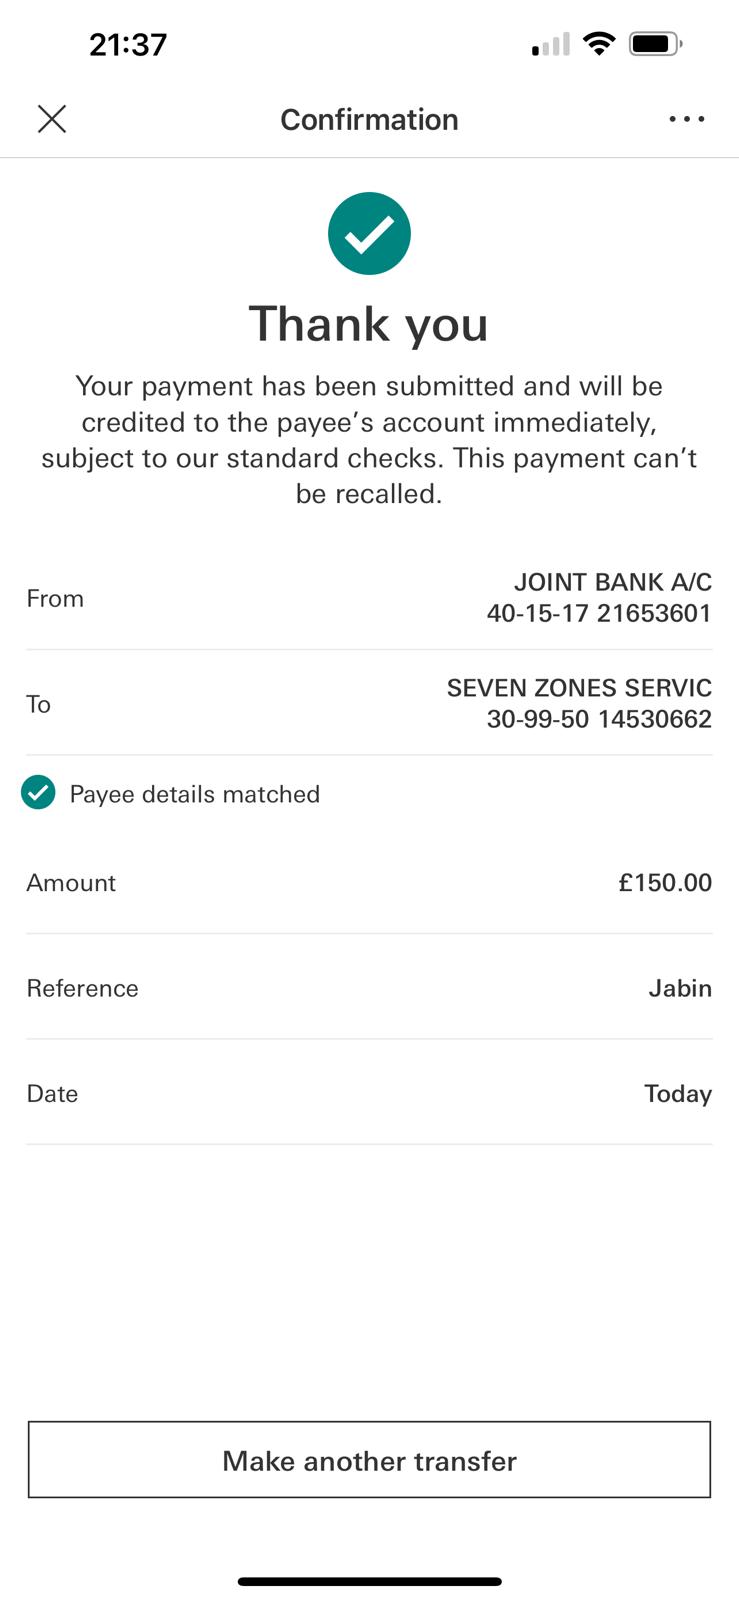 21:37
Confirmation
Thank you
Your payment has been submitted and will be
credited to the payee’s account immediately,
subject to our standard checks. This payment can’t
be recalled.
From
JOINT BANK A/C
40-15-17 21653601
To
SEVEN ZONES SERVIC
30-99-50 14530662
Payee details matched
Amount
£150.00
Reference
Jabin
Date
Today
Make another transfer